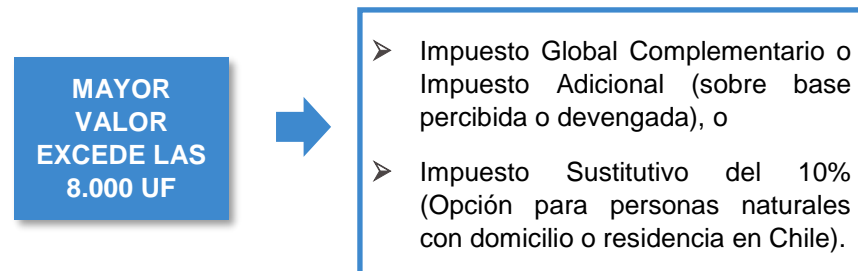 MAYOR
VALOR
EXCEDE LAS
8.000 UF
➢ Impuesto Global Complementario o
Impuesto Adicional (sobre base
percibida o devengada), o
➢ Impuesto Sustitutivo del 10%
(Opción para personas naturales
con domicilio o residencia en Chile).